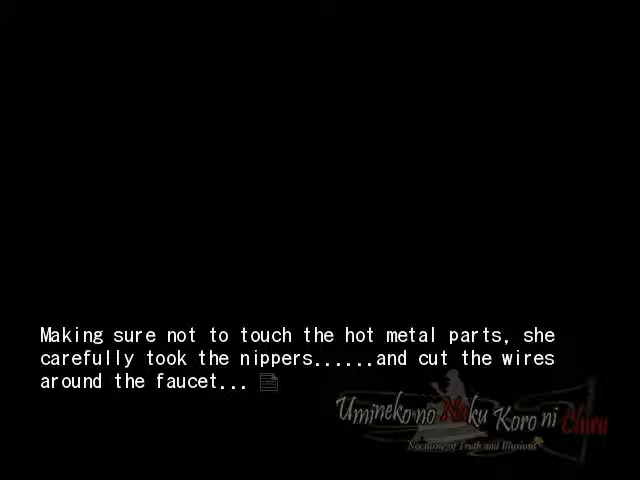 Making sure not to touch the hot metal parts, she
carefully took the nippers......and cut the wires
around the faucet...
Umineko no Naku Koro ni Chiru
Nocturne of Truth and Illusions